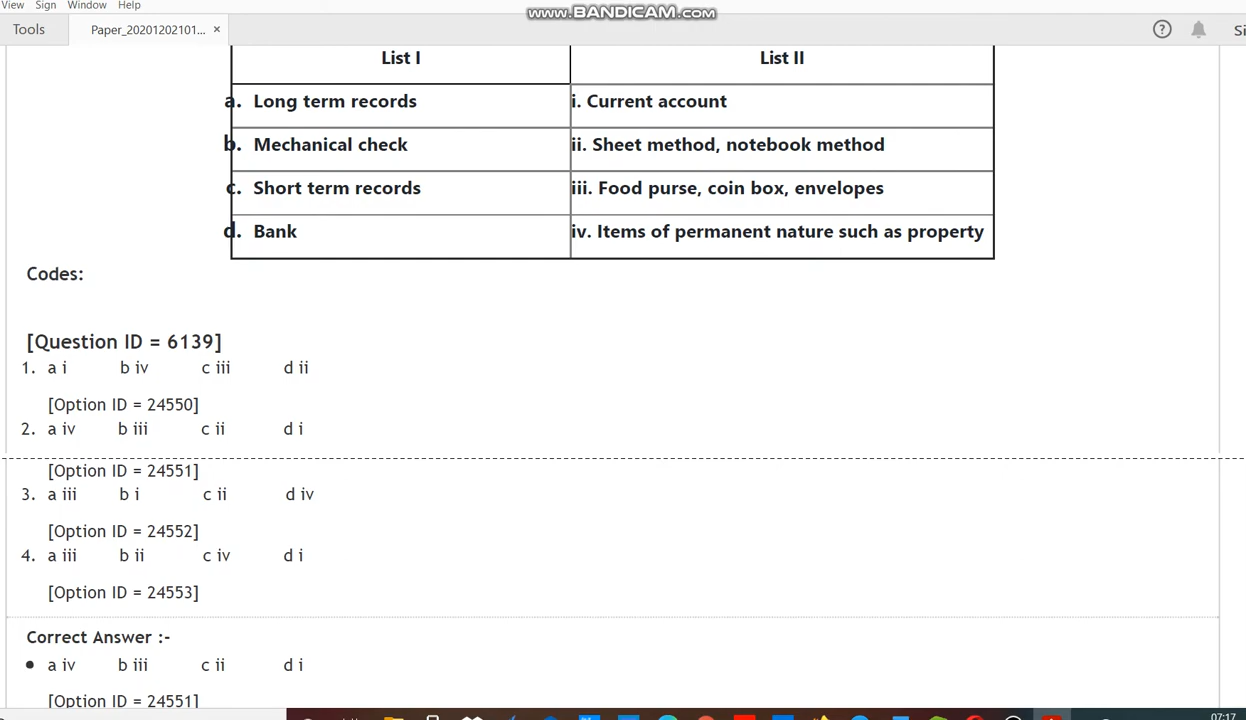 View Sign Window Help
www.BANDICAM.com
Tools Paper_20201202101... × ?
List I List II
a. Long term records i. Current account
b. Mechanical check ii. Sheet method, notebook method
c. Short term records iii. Food purse, coin box, envelopes
d. Bank iv. Items of permanent nature such as property
Codes:
[Question ID = 6139]
1. a i b iv c iii d ii
[Option ID = 24550]
2. a iv b iii c ii d i
[Option ID = 24551]
3. a iii b i c ii d iv
[Option ID = 24552]
4. a iii b ii c iv d i
[Option ID = 24553]
Correct Answer :-
• a iv b iii c ii d i
[Option ID = 24551]
07:17